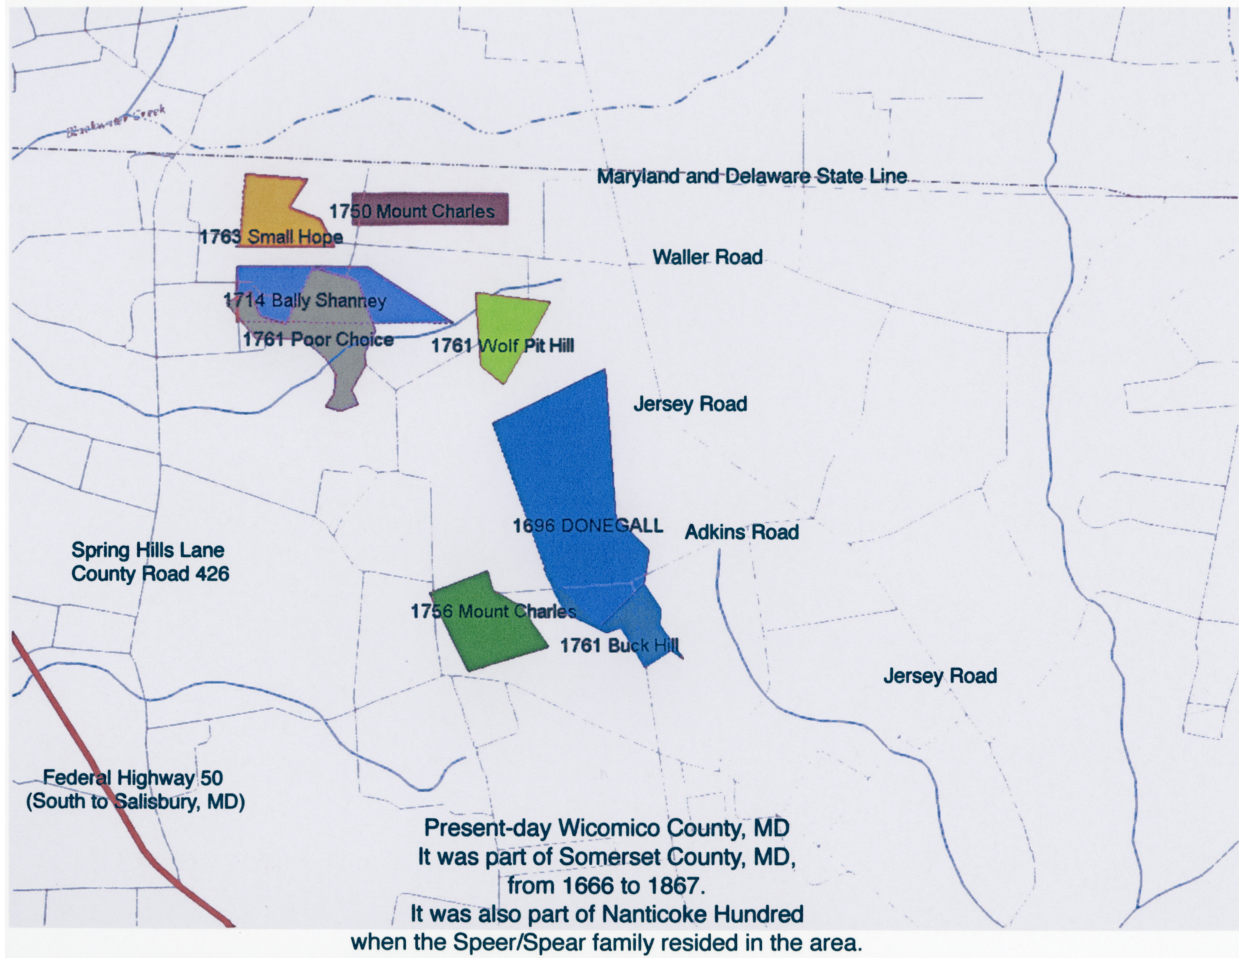 Creek
Maryland and Delaware State Line
1750 Mount Charles
1763 Small Hope
Waller Road
1714 Bally Shanney
1761 Poor Choice
1761 Wolf Pit Hill
Jersey Road
1696 DONEGALL
Adkins Road
Spring Hills Lane
County Road 426
1756 Mount Charles
1761 Buck Hill
Jersey Road
Federal Highway 50
(South to Salisbury, MD)
Present-day Wicomico County, MD
It was part of Somerset County, MD,
from 1666 to 1867.
It was also part of Nanticoke Hundred
when the Speer/Spear family resided in the area.